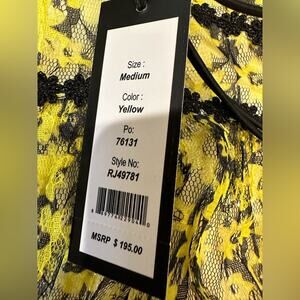 Size :
Medium
Color :
Yellow
Po:
76131
Style No:
RJ49781
MSRP $ 195.00